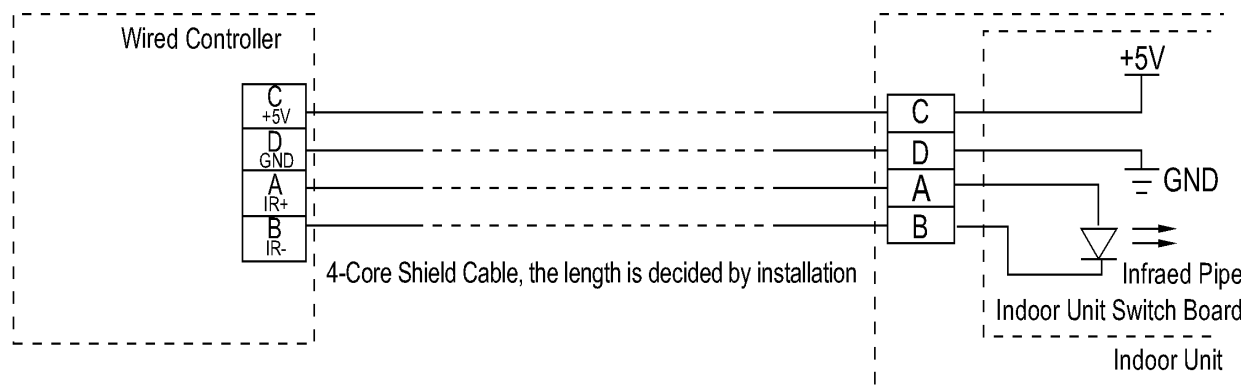 Wired Controller
C
+5V
D
GND
A
IR+
B
IR-
4-Core Shield Cable, the length is decided by installation
C
D
A
B
+5V
GND
Infraed Pipe
Indoor Unit Switch Board
Indoor Unit